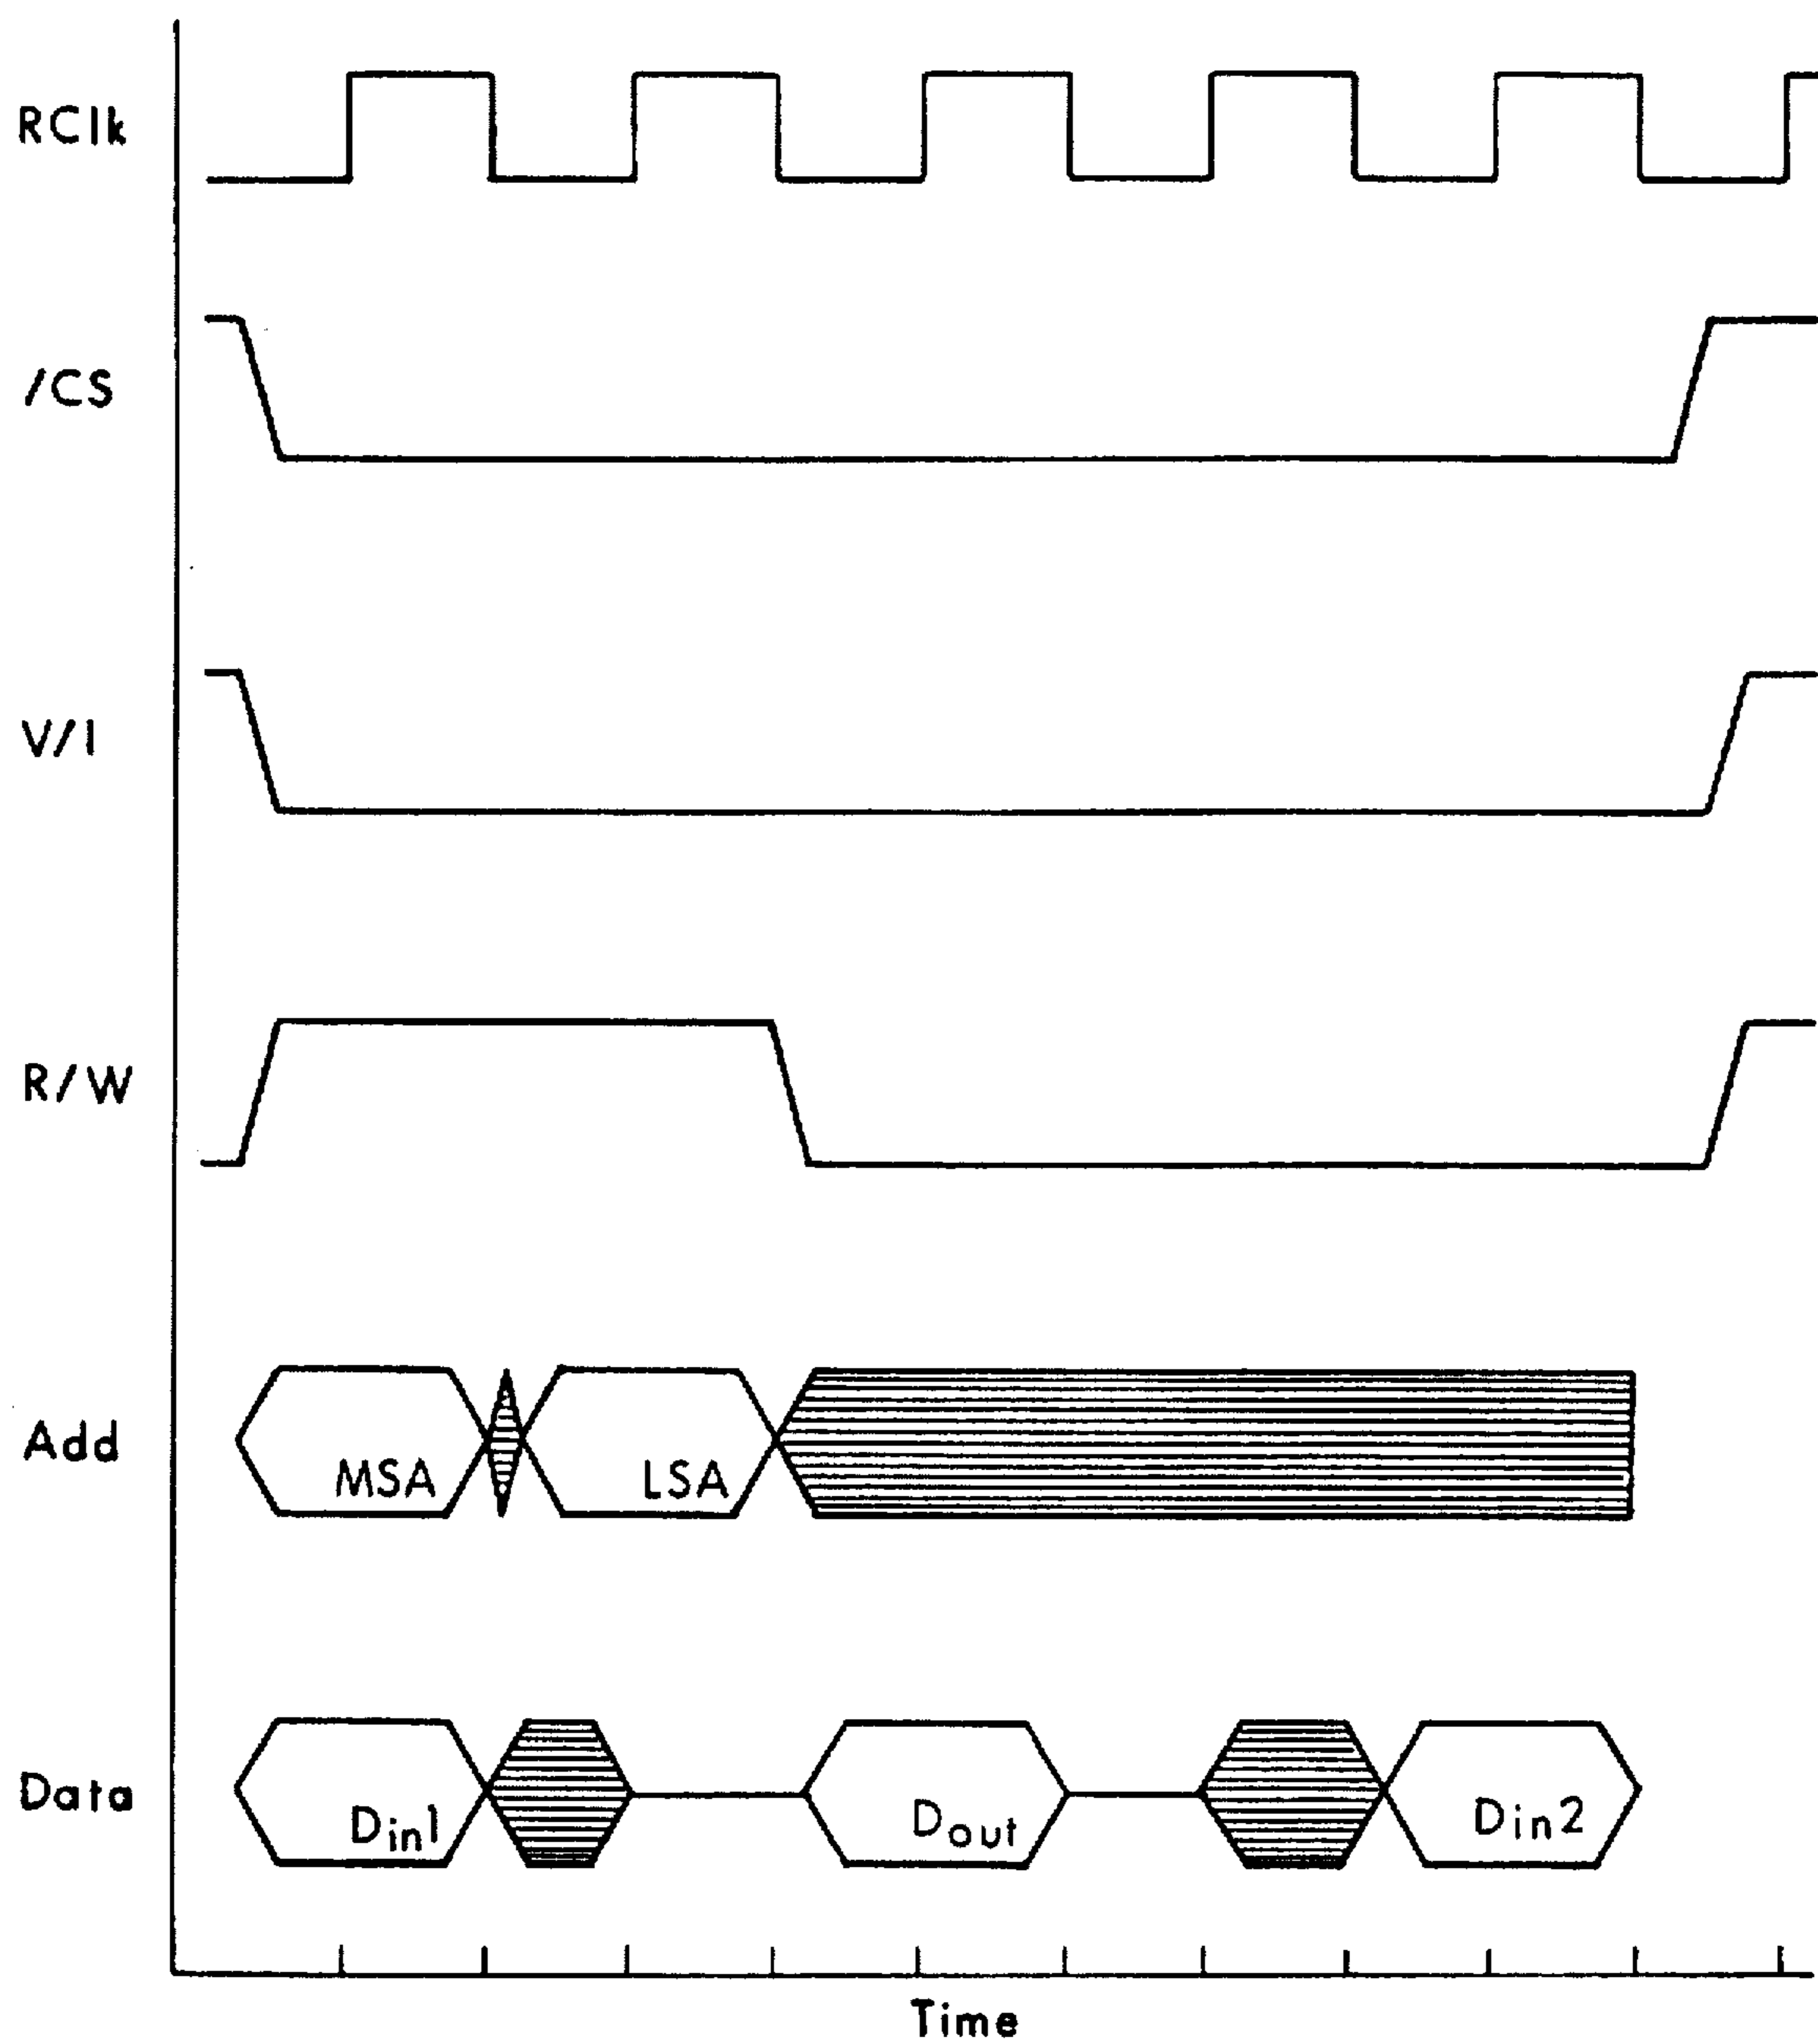 RClk
/CS
V/I
R/W
Add
MSA
LSA
Data
Din1
Dout
Din2
Time